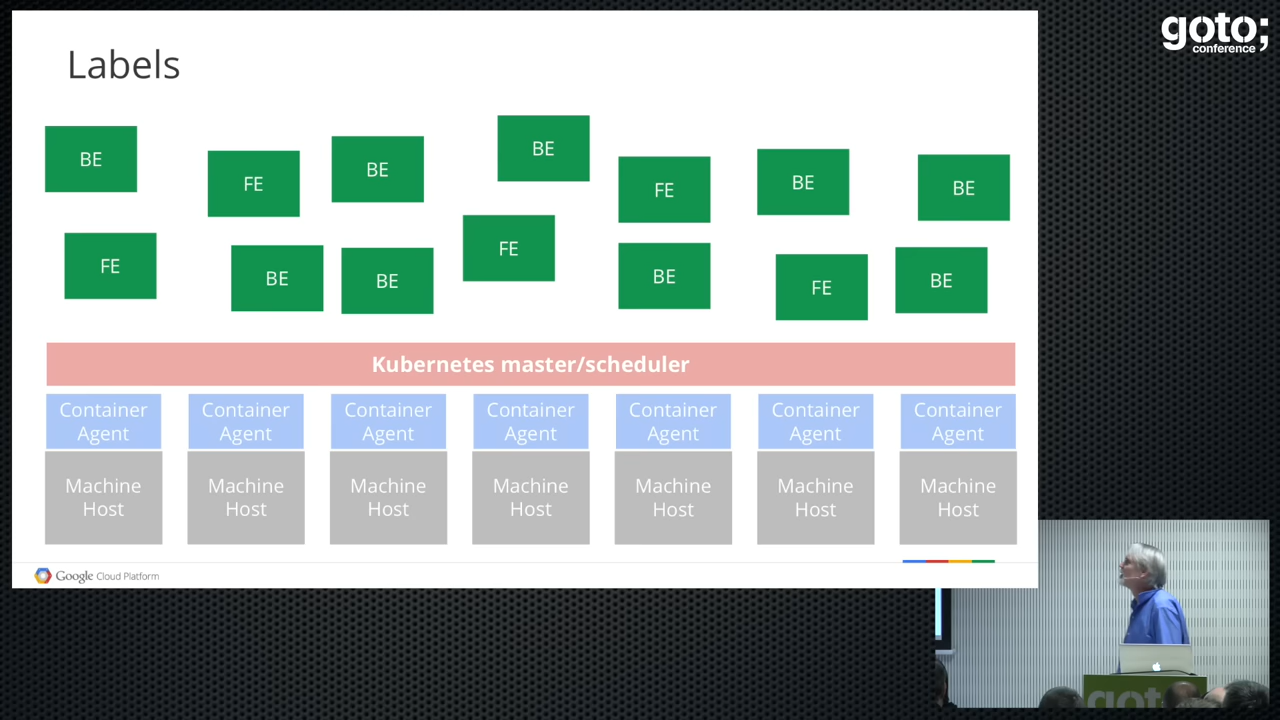 goto;
conference
Labels
BE
FE
BE
BE
FE
BE
BE
FE
BE
BE
FE
BE
FE
BE
Kubernetes master/scheduler
Container
Agent
Container
Agent
Container
Agent
Container
Agent
Container
Agent
Container
Agent
Container
Agent
Machine
Host
Machine
Host
Machine
Host
Machine
Host
Machine
Host
Machine
Host
Machine
Host
Google Cloud Platform
goto